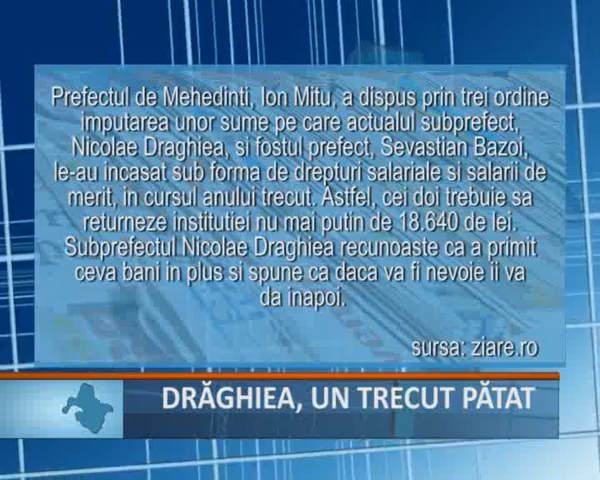 Prefectul de Mehedinti, Ion Mitu, a dispus prin trei ordine
imputarea unor sume pe care actualul subprefect,
Nicolae Draghiea, si fostul prefect, Sevastian Bazoi,
le-au incasat sub forma de drepturi salariale si salarii de
merit, in cursul anului trecut. Astfel, cei doi trebuie sa
returneze institutiei nu mai putin de 18.640 de lei.
Subprefectul Nicolae Draghiea recunoaste ca a primit
ceva bani in plus si spune ca daca va fi nevoie ii va
da inapoi.
sursa: ziare.ro
DRĂGHIEA, UN TRECUT PĂTAT